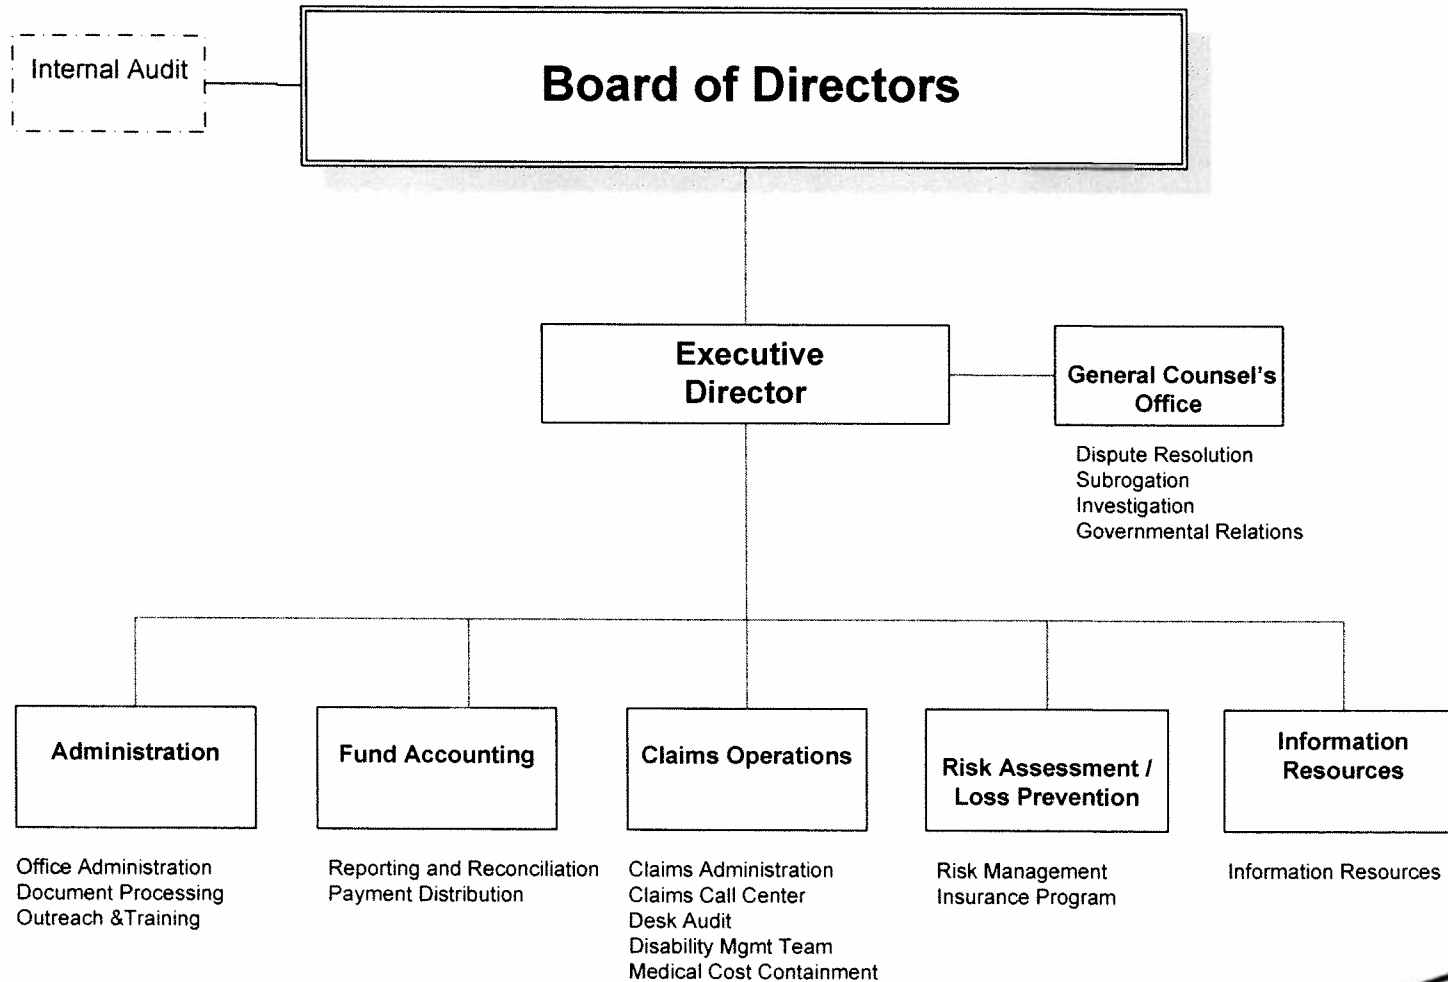 Internal Audit
Board of Directors
Executive
Director
General Counsel's
Office
Dispute Resolution
Subrogation
Investigation
Governmental Relations
Administration
Office Administration
Document Processing
Outreach &Training
Fund Accounting
Reporting and Reconciliation
Payment Distribution
Claims Operations
Claims Administration
Claims Call Center
Desk Audit
Disability Mgmt Team
Medical Cost Containment
Risk Assessment /
Loss Prevention
Risk Management
Insurance Program
Information
Resources
Information Resources